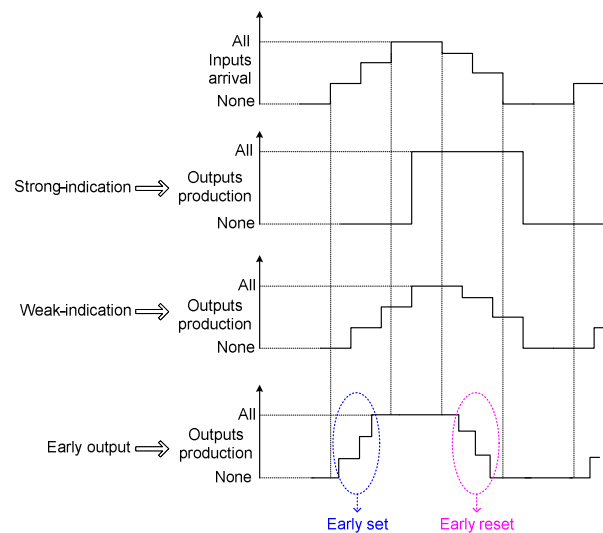 All
Inputs
arrival
None
All
Strong-indication
Outputs
production
None
All
Weak-indication
Outputs
production
None
All
Early output
Outputs
production
None
Early set
Early reset